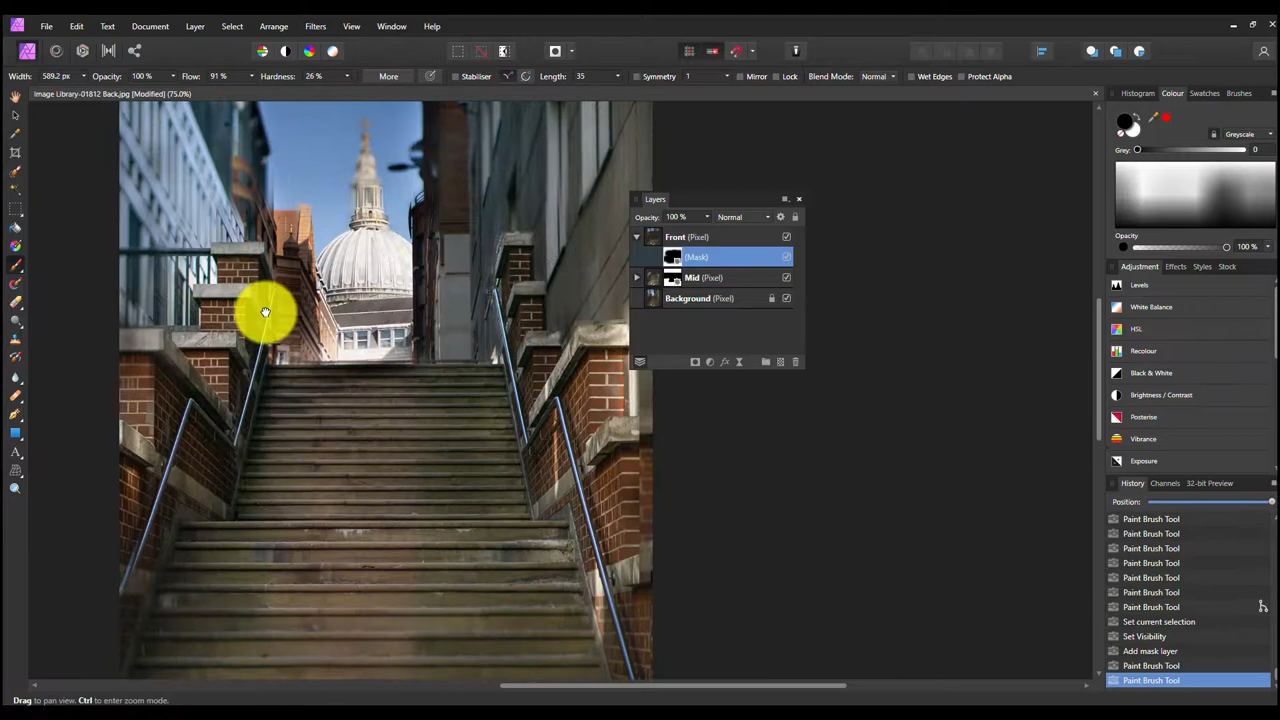 File Edit Text Document Layer Select Arrange Filters View Window Help
Width: 589.2 px Opacity: 100 % Flow: 91 % Hardness: 26 % More Stabiliser Length: 35 Symmetry 1 Mirror Lock Blend Mode: Normal Wet Edges Protect Alpha
Image Library-01812 Back.jpg [Modified] (75.0%)
Histogram Colour Swatches Brushes
Greyscale
Grey: 0
Opacity
100 %
Layers
Opacity: 100 % Normal
Front (Pixel)
(Mask)
Mid (Pixel)
Background (Pixel)
Adjustment Effects Styles Stock
Levels
White Balance
HSL
Recolour
Black & White
Brightness / Contrast
Posterise
Vibrance
Exposure
History Channels 32-bit Preview
Position:
Paint Brush Tool
Paint Brush Tool
Paint Brush Tool
Paint Brush Tool
Paint Brush Tool
Paint Brush Tool
Paint Brush Tool
Set current selection
Set Visibility
Add mask layer
Paint Brush Tool
Paint Brush Tool
Drag to pan view. Ctrl to enter zoom mode.